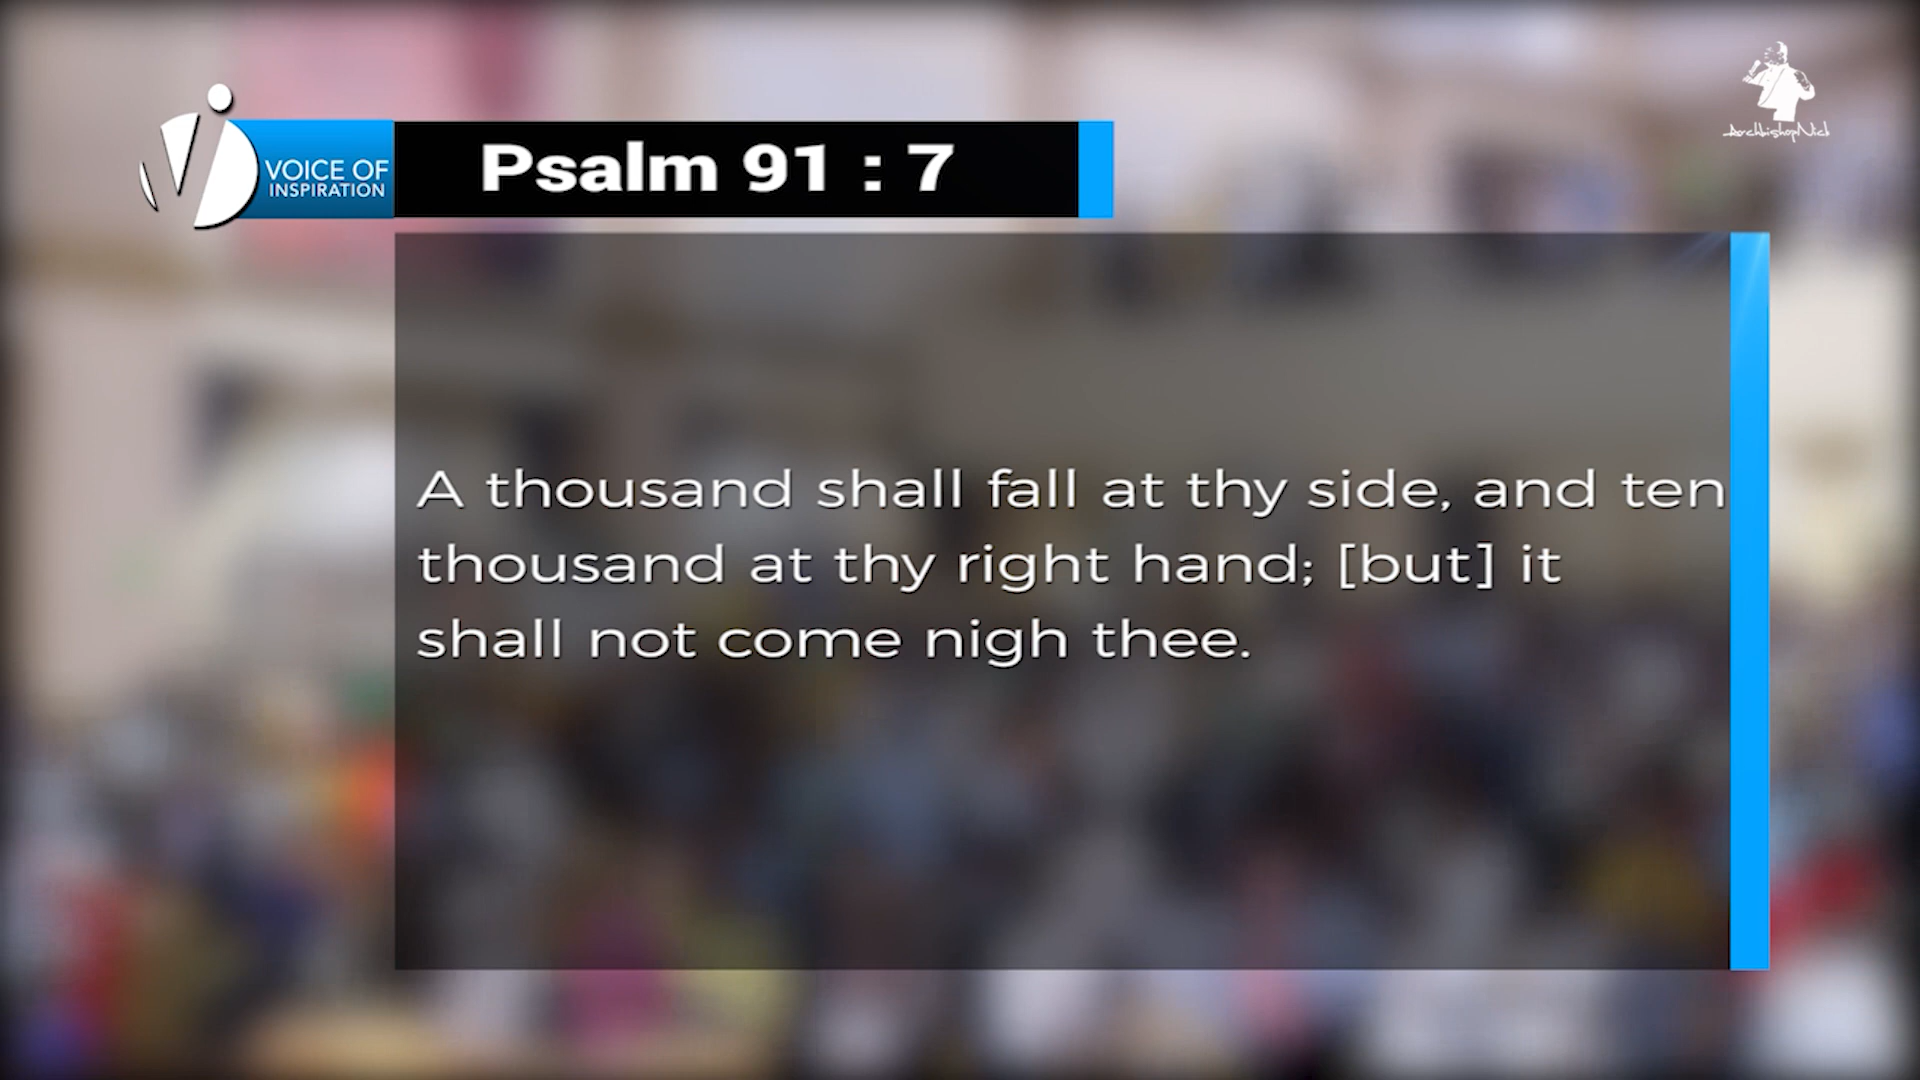 VOICE OF
INSPIRATION
Psalm 91 : 7
ArchbishopNick
A thousand shall fall at thy side, and ten
thousand at thy right hand; [but] it
shall not come nigh thee.